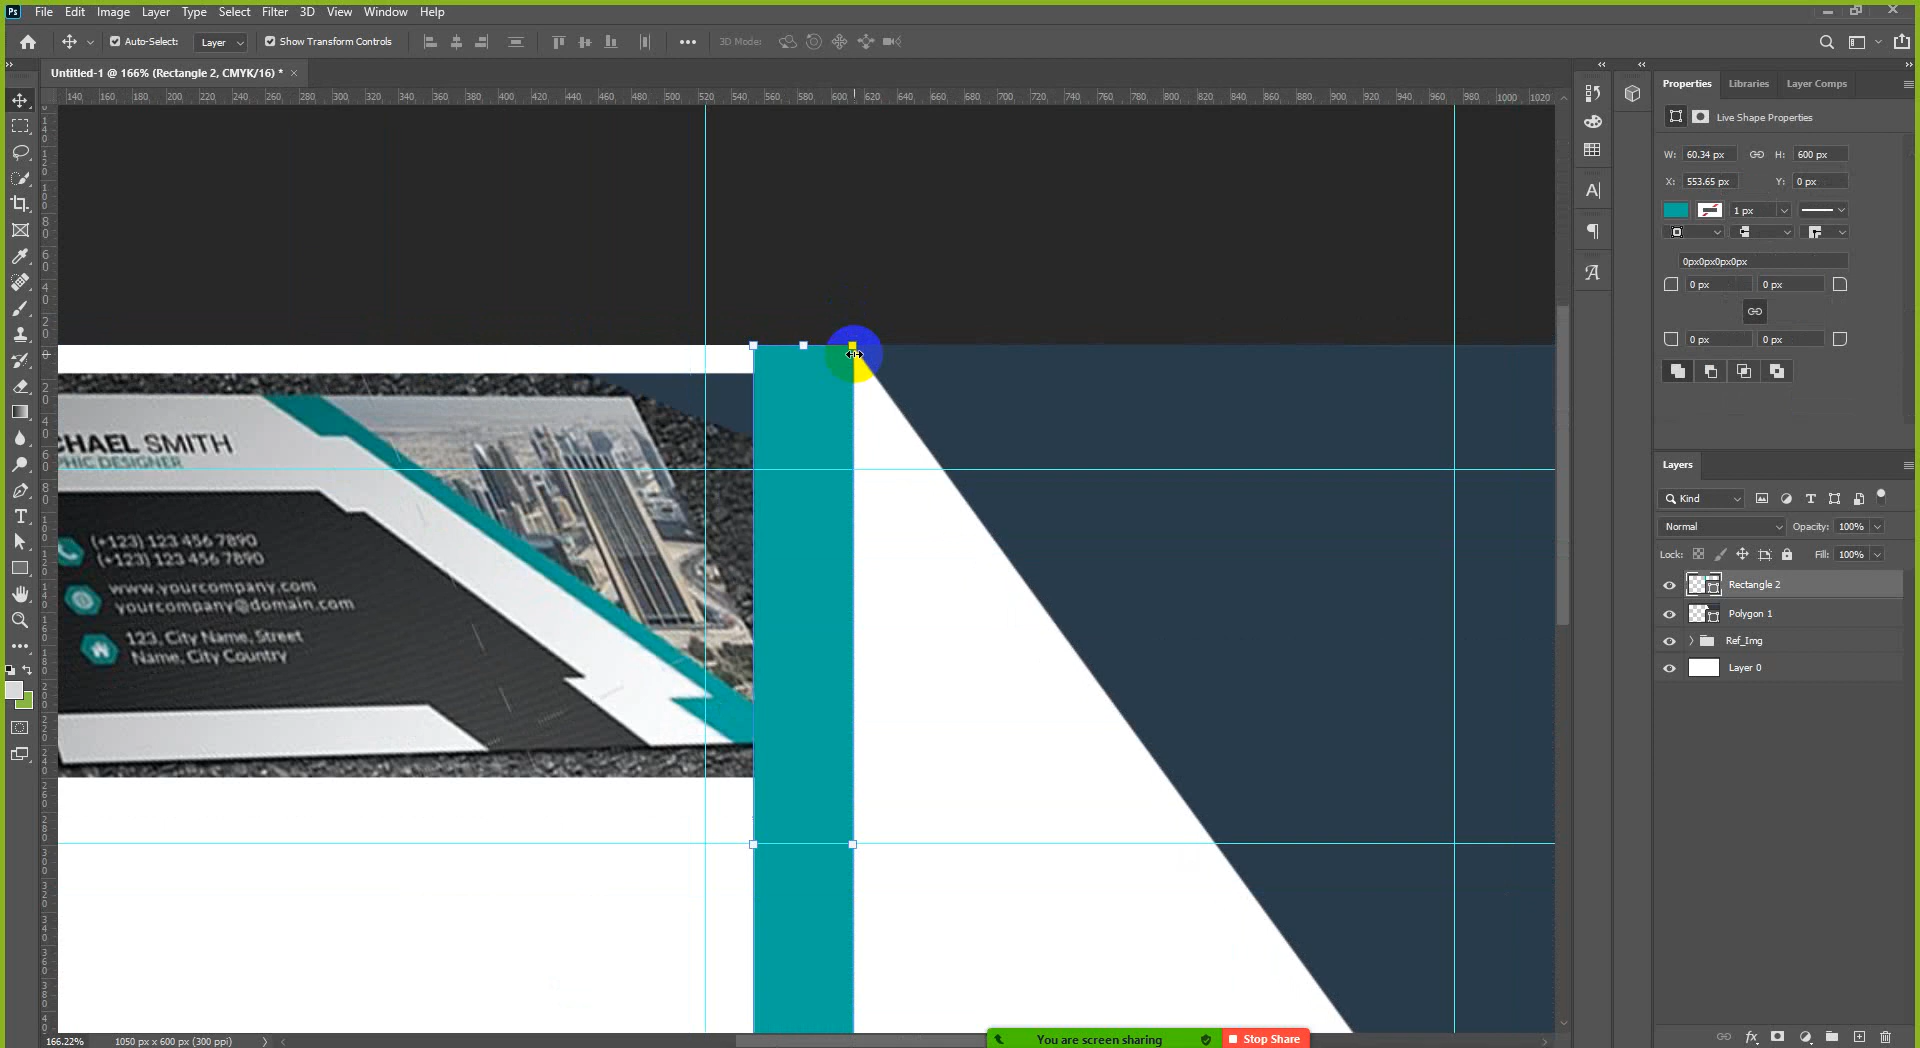 Ps File Edit Image Layer Type Select Filter 3D View Window Help
Auto-Select: Layer Show Transform Controls 3D Mode:
Untitled-1 @ 166% (Rectangle 2, CMYK/16) * ×
140 160 180 200 220 240 260 280 300 320 340 360 380 400 420 440 460 480 500 520 540 560 580 600 620 640 660 680 700 720 740 760 780 800 820 840 860 880 900 920 940 960 980 1000 1020
CHAEL SMITH
PHIC DESIGNER
(+123) 123 456 7890
(+123) 123 456 7890
www.yourcompany.com
yourcompany@domain.com
123, City Name, Street
Name, City Country
Properties Libraries Layer Comps
Live Shape Properties
W: 60.34 px H: 600 px
X: 553.65 px Y: 0 px
1 px
0px0px0px0px
0 px 0 px
0 px 0 px
Layers
Kind
Normal Opacity: 100%
Lock: Fill: 100%
Rectangle 2
Polygon 1
Ref_Img
Layer 0
166.22% 1050 px x 600 px (300 ppi)
You are screen sharing Stop Share